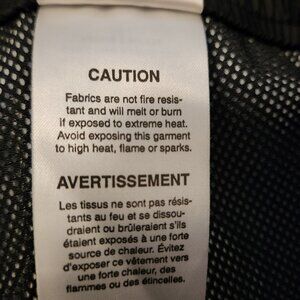 CAUTION
Fabrics are not fire resis-
tant and will melt or burn
if exposed to extreme heat.
Avoid exposing this garment
to high heat, flame or sparks.
AVERTISSEMENT
Les tissus ne sont pas résis-
tants au feu et se dissou-
draient ou brûleraient s'ils
étaient exposés à une forte
source de chaleur. Évitez
d'exposer ce vêtement vers
une forte chaleur, des
flammes ou des étincelles.